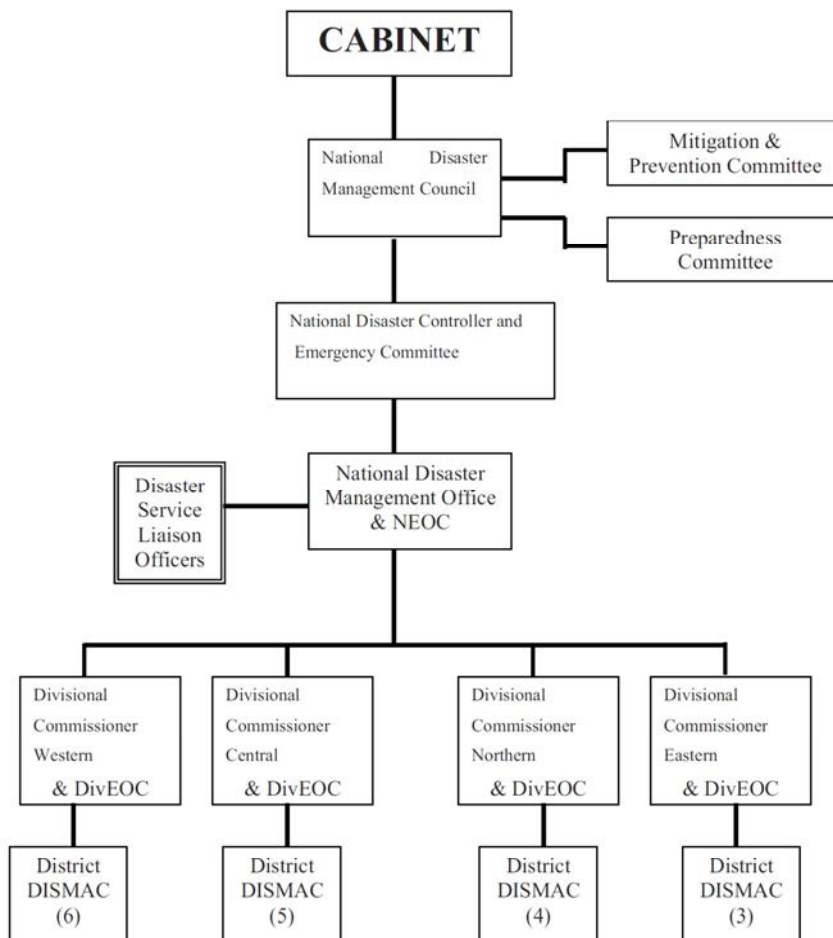 CABINET
National Disaster
Management Council
Mitigation &
Prevention Committee
Preparedness
Committee
National Disaster Controller and
Emergency Committee
Disaster
Service
Liaison
Officers
National Disaster
Management Office
& NEOC
Divisional
Commissioner
Western
& DivEOC
Divisional
Commissioner
Central
& DivEOC
Divisional
Commissioner
Northern
& DivEOC
Divisional
Commissioner
Eastern
& DivEOC
District
DISMAC
(6)
District
DISMAC
(5)
District
DISMAC
(4)
District
DISMAC
(3)